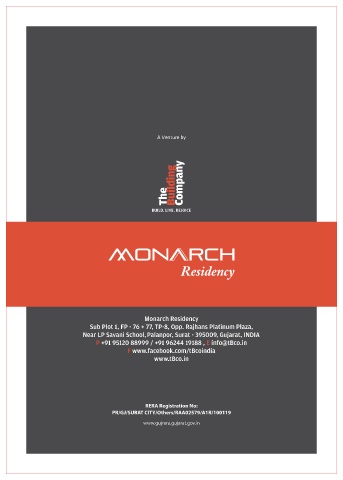 A Venture by
The
Building
Company
BUILD. LIVE. REJOICE
MONARCH
Residency
Monarch Residency
Sub Plot 1, FP - 76 + 77, TP-8, Opp. Rajhans Platinum Plaza,
Near LP Savani School, Palanpor, Surat - 395009, Gujarat, INDIA
P +91 95120 88999 / +91 96244 19188 , E info@tBco.in
F www.facebook.com/tBcoindia
www.tBco.in
RERA Registration No:
PR/GJ/SURAT CITY/Others/RAA02579/A1R/100119
www.gujrera.gujarat.gov.in